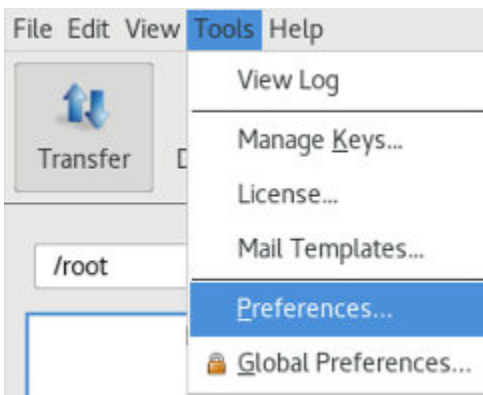 File Edit View Tools Help
View Log
Transfer
Manage Keys...
License...
Mail Templates...
/root
Preferences...
Global Preferences...